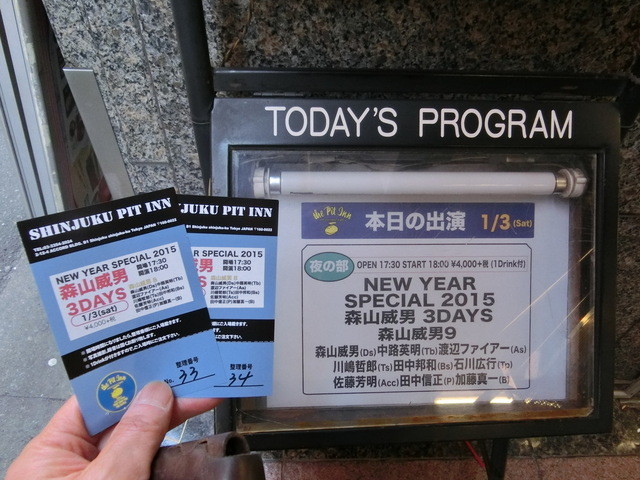 TODAY'S PROGRAM
the Pit Inn
本日の出演 1/3 (Sat)
夜の部 OPEN 17:30 START 18:00 ¥4,000+税 (1Drink付)
NEW YEAR
SPECIAL 2015
森山威男 3DAYS
森山威男9
森山威男(Ds) 中路英明(Tb) 渡辺ファイアー(As)
川嶋哲郎(Ts) 田中邦和(Bs) 石川広行(Tp)
佐藤芳明(Acc) 田中信正(P) 加藤真一(B)
SHINJUKU PIT INN
NEW YEAR SPECIAL 2015
森山威男
3DAYS
開場17:30
開演18:00
1/3(sat)
¥4,000+税
整理番号
No. 33
JUKU PIT INN
AR SPECIAL 2015
開場17:30
開演18:00
整理番号
34